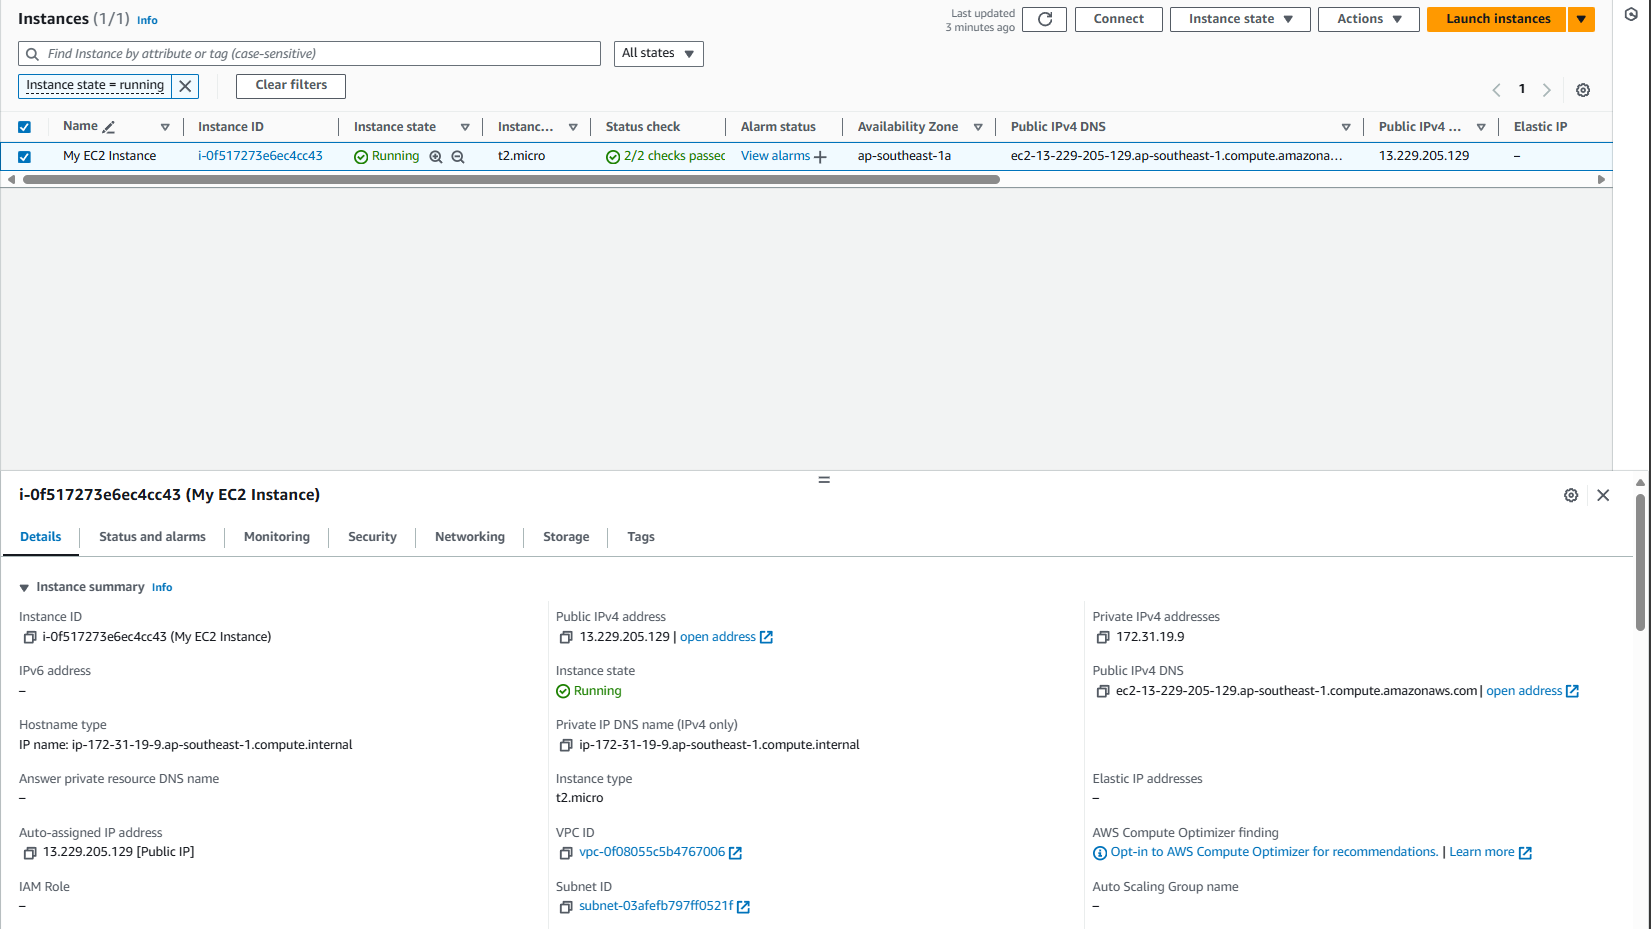 Instances (1/1) Info
Last updated
3 minutes ago
Connect
Instance state
Actions
Launch instances
Find Instance by attribute or tag (case-sensitive)
All states
Instance state = running
Clear filters
1
Name Instance ID Instance state Instanc... Status check Alarm status Availability Zone Public IPv4 DNS Public IPv4 ... Elastic IP
My EC2 Instance i-0f517273e6ec4cc43 Running t2.micro 2/2 checks passec View alarms + ap-southeast-1a ec2-13-229-205-129.ap-southeast-1.compute.amazona... 13.229.205.129 –
i-0f517273e6ec4cc43 (My EC2 Instance)
Details Status and alarms Monitoring Security Networking Storage Tags
Instance summary Info
Instance ID Public IPv4 address Private IPv4 addresses
i-0f517273e6ec4cc43 (My EC2 Instance) 13.229.205.129 | open address 172.31.19.9
IPv6 address Instance state Public IPv4 DNS
– Running ec2-13-229-205-129.ap-southeast-1.compute.amazonaws.com | open address
Hostname type Private IP DNS name (IPv4 only)
IP name: ip-172-31-19-9.ap-southeast-1.compute.internal ip-172-31-19-9.ap-southeast-1.compute.internal
Answer private resource DNS name Instance type Elastic IP addresses
– t2.micro –
Auto-assigned IP address VPC ID AWS Compute Optimizer finding
13.229.205.129 [Public IP] vpc-0f08055c5b4767006 Opt-in to AWS Compute Optimizer for recommendations. | Learn more
IAM Role Subnet ID Auto Scaling Group name
– subnet-03afefb797ff0521f –